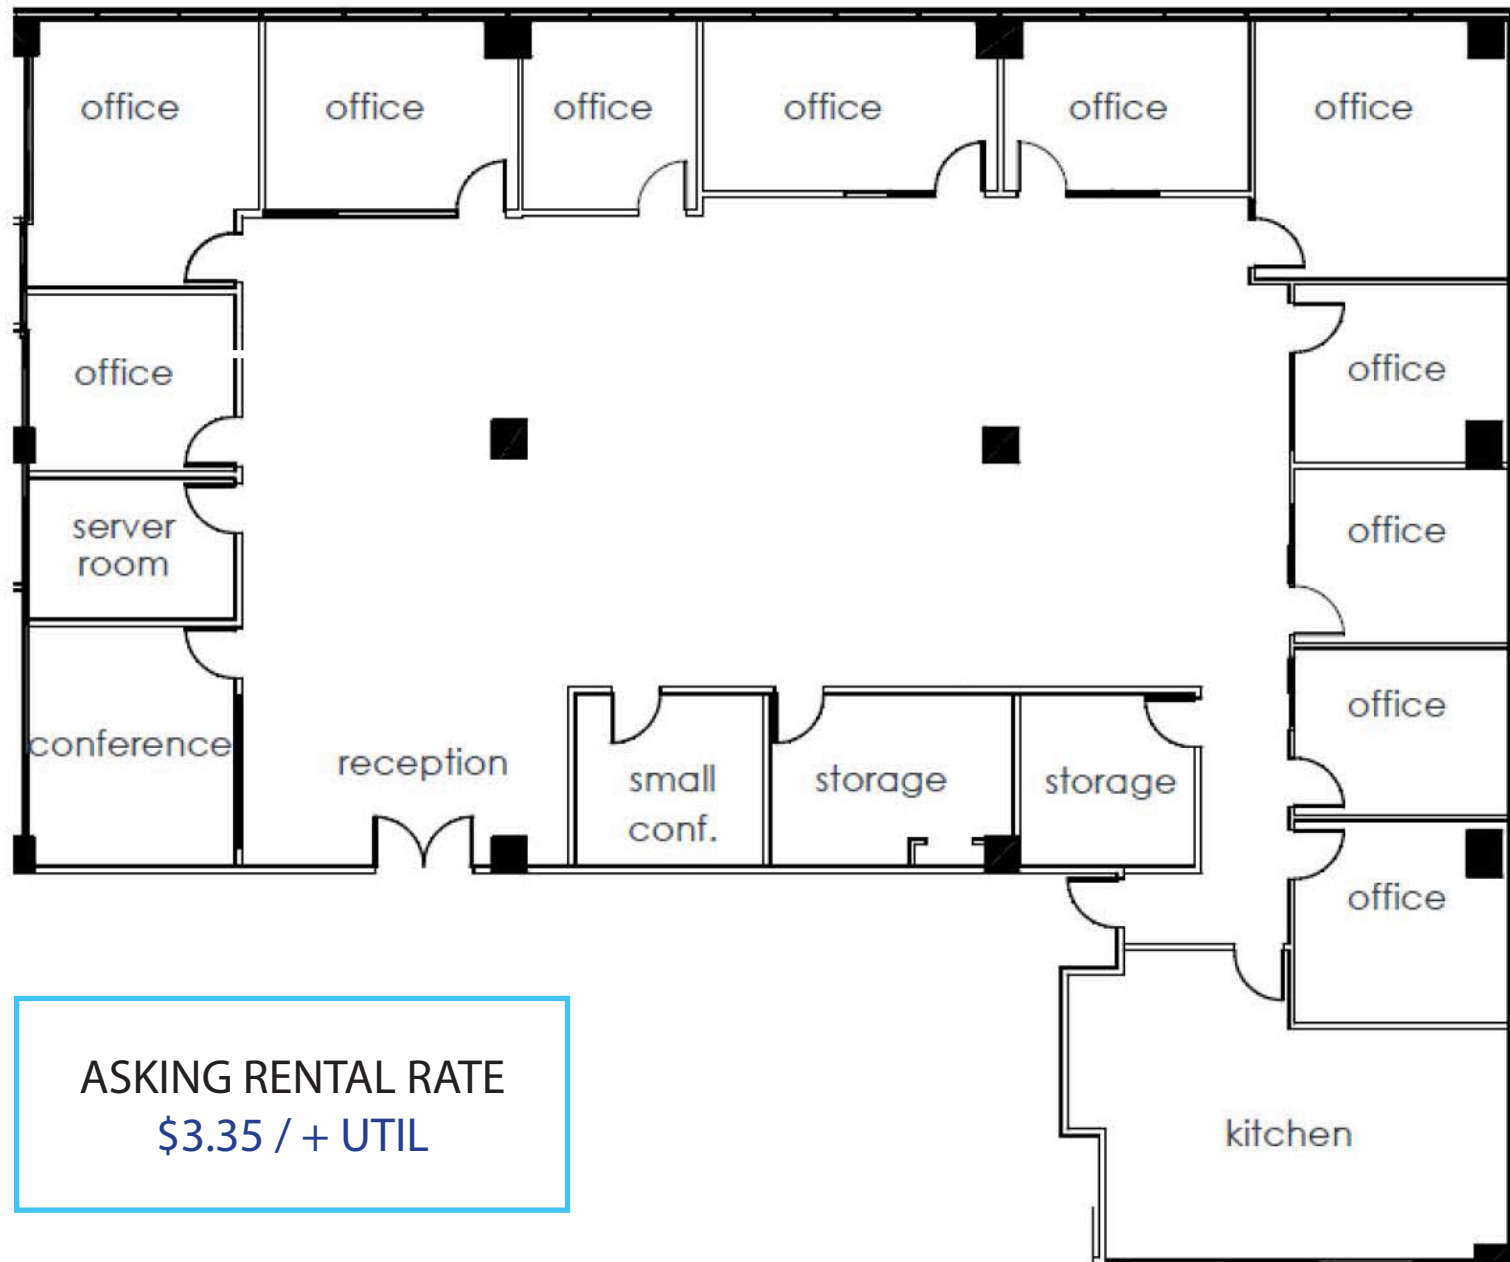 office
office
office
office
office
office
office
office
server
room
office
conference
reception
small
conf.
storage
storage
office
office
kitchen
ASKING RENTAL RATE
$3.35 / + UTIL